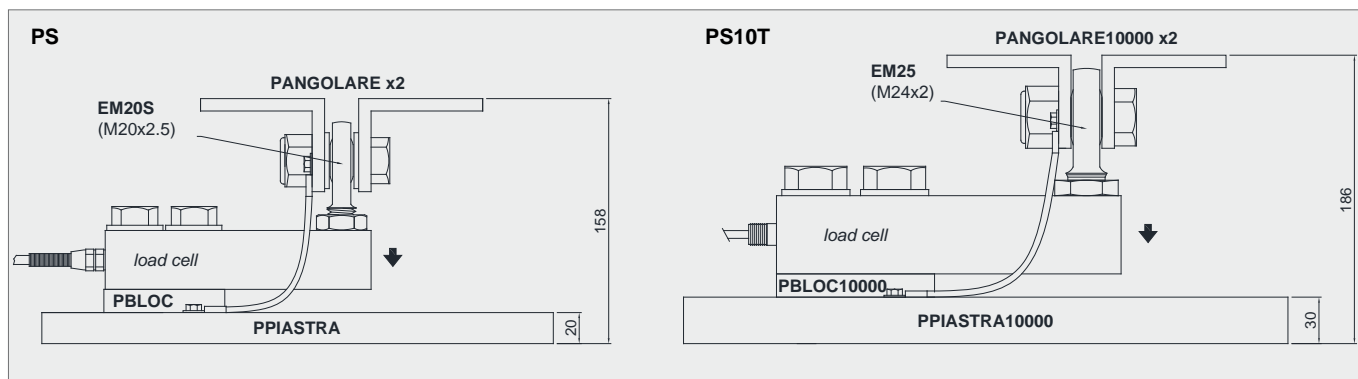 PS
PANGOLARE x2
EM20S
(M20x2.5)
load cell
PBLOC
PPIASTRA
20
158
PS10T
PANGOLARE10000 x2
EM25
(M24x2)
load cell
PBLOC10000
PPIASTRA10000
30
186